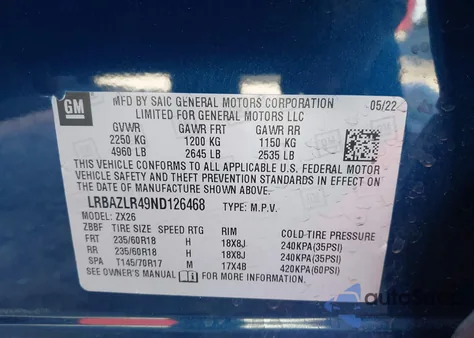 GM
MFD BY SAIC GENERAL MOTORS CORPORATION 05/22
LIMITED FOR GENERAL MOTORS LLC
GVWR GAWR FRT GAWR RR
2250 KG 1200 KG 1150 KG
4960 LB 2645 LB 2535 LB
THIS VEHICLE CONFORMS TO ALL APPLICABLE U.S. FEDERAL MOTOR
VEHICLE SAFETY AND THEFT PREVENTION STANDARDS IN EFFECT ON
THE DATE OF MANUFACTURE SHOWN ABOVE.
LRBAZLR49ND126468 TYPE: M.P.V.
MODEL: ZX26
ZBBF TIRE SIZE SPEED RTG RIM COLD TIRE PRESSURE
FRT 235/60R18 H 18X8J 240KPA(35PSI)
RR 235/60R18 H 18X8J 240KPA(35PSI)
SPA T145/70R17 M 17X4B 420KPA(60PSI)
SEE OWNER'S MANUAL FOR MORE INFORMATION